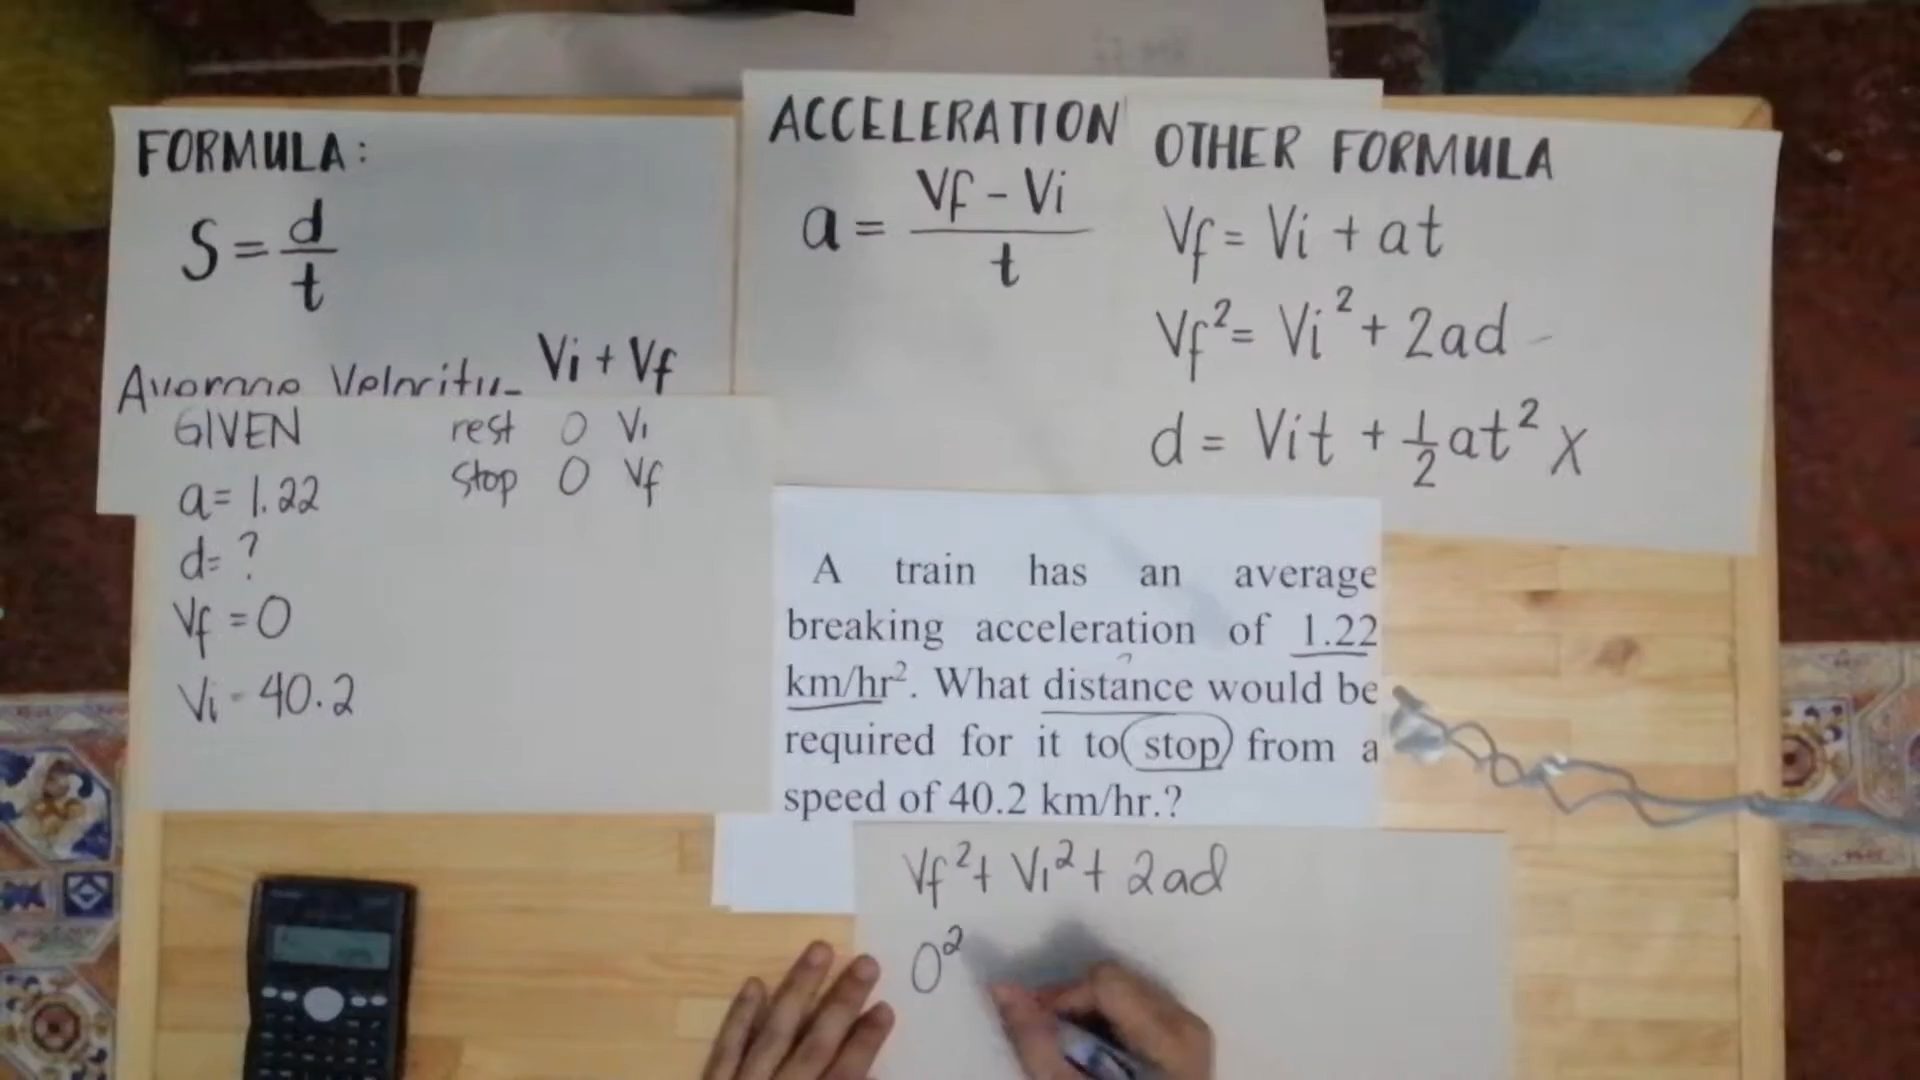 FORMULA:
S = d/t
Average Velocity = Vi + Vf
ACCELERATION
a = Vf - Vi / t
OTHER FORMULA
Vf = Vi + at
Vf² = Vi² + 2ad
d = Vit + ½at² x
GIVEN
a = 1.22
d = ?
Vf = 0
Vi - 40.2
rest 0 Vi
stop 0 Vf
A train has an average
breaking acceleration of 1.22
km/hr². What distance would be
required for it to stop from a
speed of 40.2 km/hr.?
Vf² + Vi² + 2ad
0²